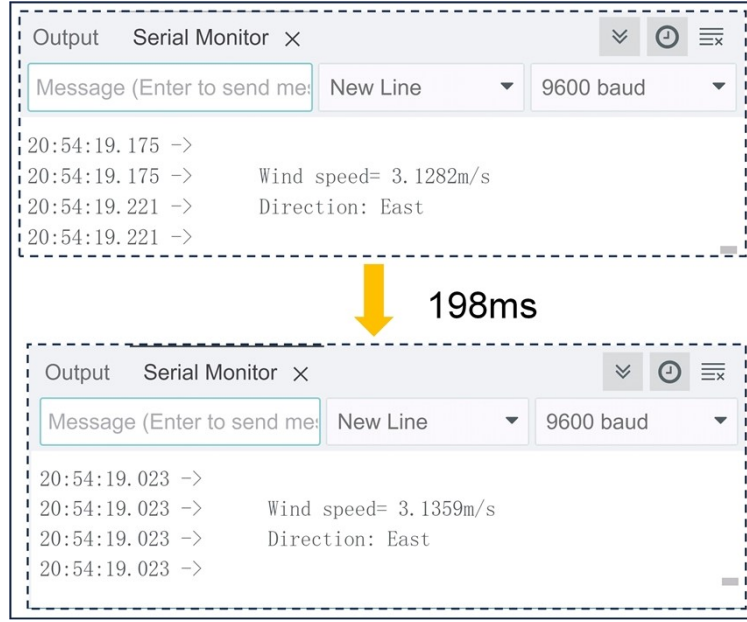 Output Serial Monitor
Message (Enter to send mes New Line 9600 baud
20:54:19.175 ->
20:54:19.175 -> Wind speed= 3.1282m/s
20:54:19.221 -> Direction: East
20:54:19.221 ->
198ms
Output Serial Monitor
Message (Enter to send mes New Line 9600 baud
20:54:19.023 ->
20:54:19.023 -> Wind speed= 3.1359m/s
20:54:19.023 -> Direction: East
20:54:19.023 ->